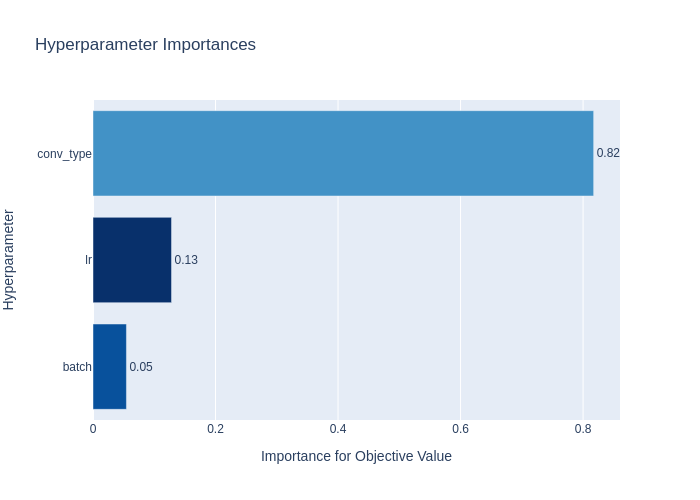 Hyperparameter Importances
conv_type
0.82
lr
0.13
batch
0.05
Hyperparameter
0
0.2
0.4
0.6
0.8
Importance for Objective Value